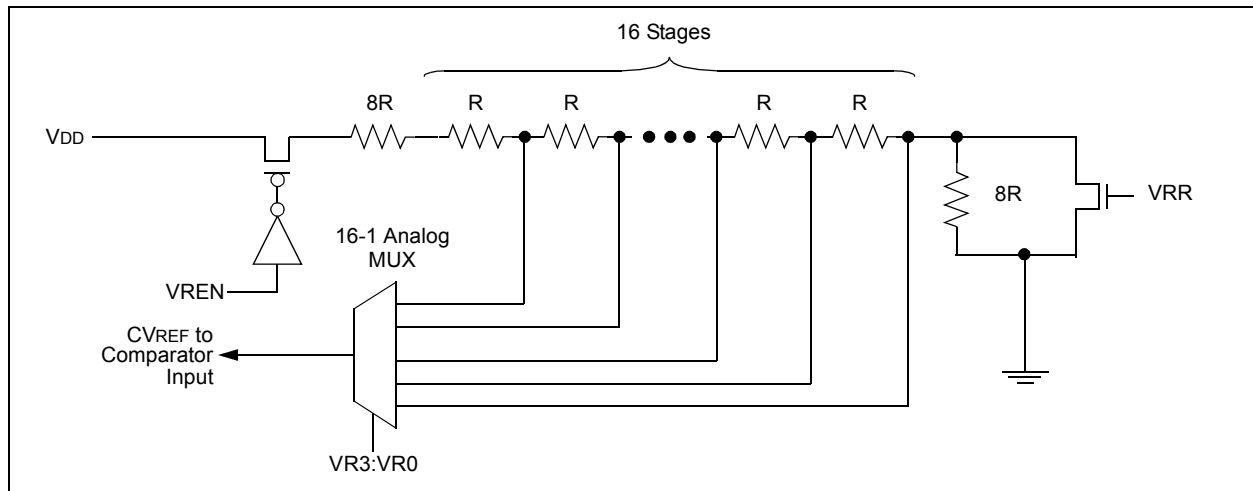 16 Stages
8R
R
R
R
R
VDD
8R
VRR
16-1 Analog
MUX
VREN
CVREF to
Comparator
Input
VR3:VR0